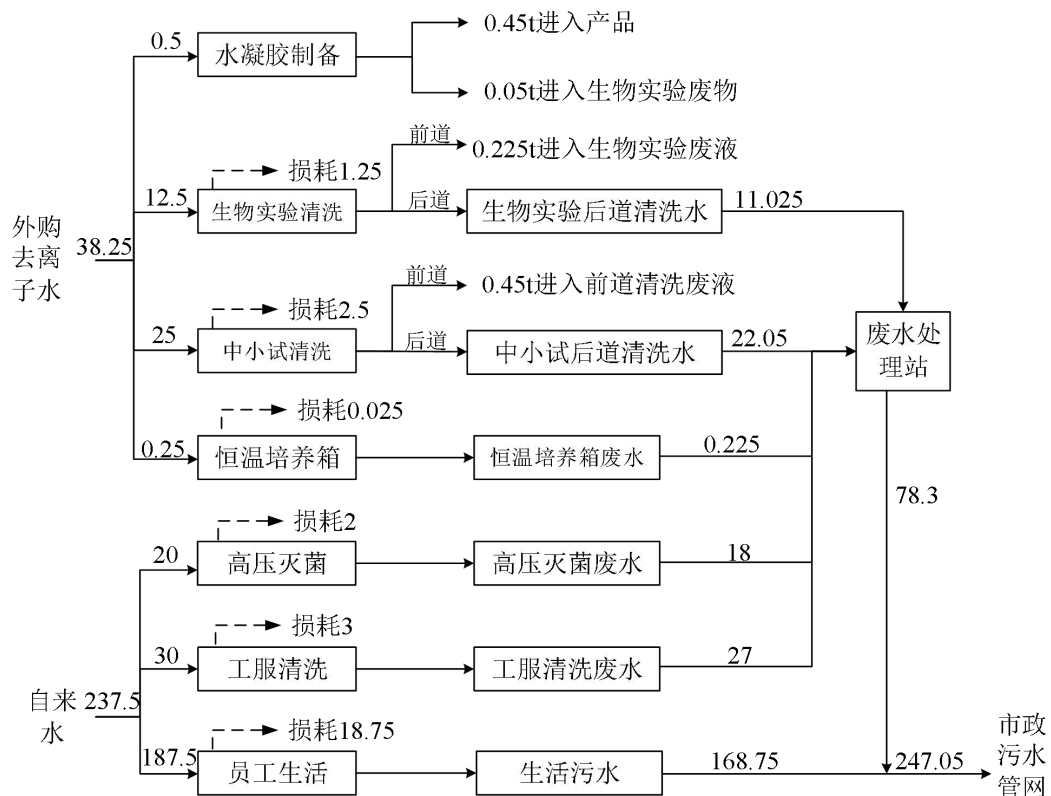 0.5
水凝胶制备
0.45t进入产品
0.05t进入生物实验废物
前道
0.225t进入生物实验废液
损耗1.25
12.5
生物实验清洗
后道
生物实验后道清洗水
11.025
外购
去离
子水
38.25
前道
0.45t进入前道清洗废液
损耗2.5
25
中小试清洗
后道
中小试后道清洗水
22.05
废水处
理站
损耗0.025
0.25
恒温培养箱
恒温培养箱废水
0.225
78.3
损耗2
20
高压灭菌
高压灭菌废水
18
损耗3
30
工服清洗
工服清洗废水
27
自来
水
237.5
损耗18.75
187.5
员工生活
生活污水
168.75
247.05
市政
污水
管网